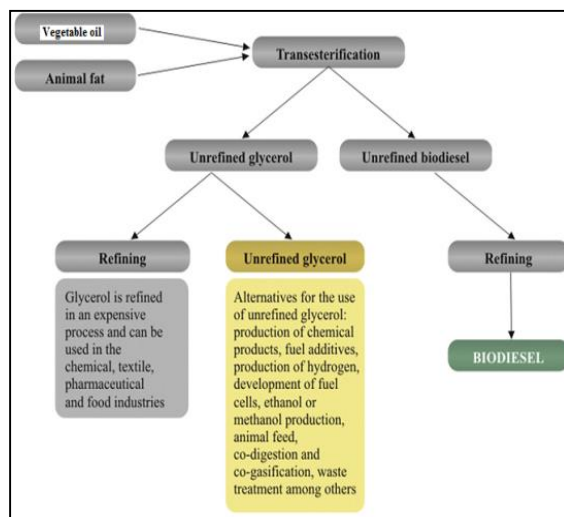 Vegetable oil
Animal fat
Transesterification
Unrefined glycerol
Unrefined biodiesel
Refining
Glycerol is refined
in an expensive
process and can be
used in the
chemical, textile,
pharmaceutical
and food industries
Unrefined glycerol
Alternatives for the use
of unrefined glycerol:
production of chemical
products, fuel additives,
production of hydrogen,
development of fuel
cells, ethanol or
methanol production,
animal feed,
co-digestion and
co-gasification, waste
treatment among others
Refining
BIODIESEL